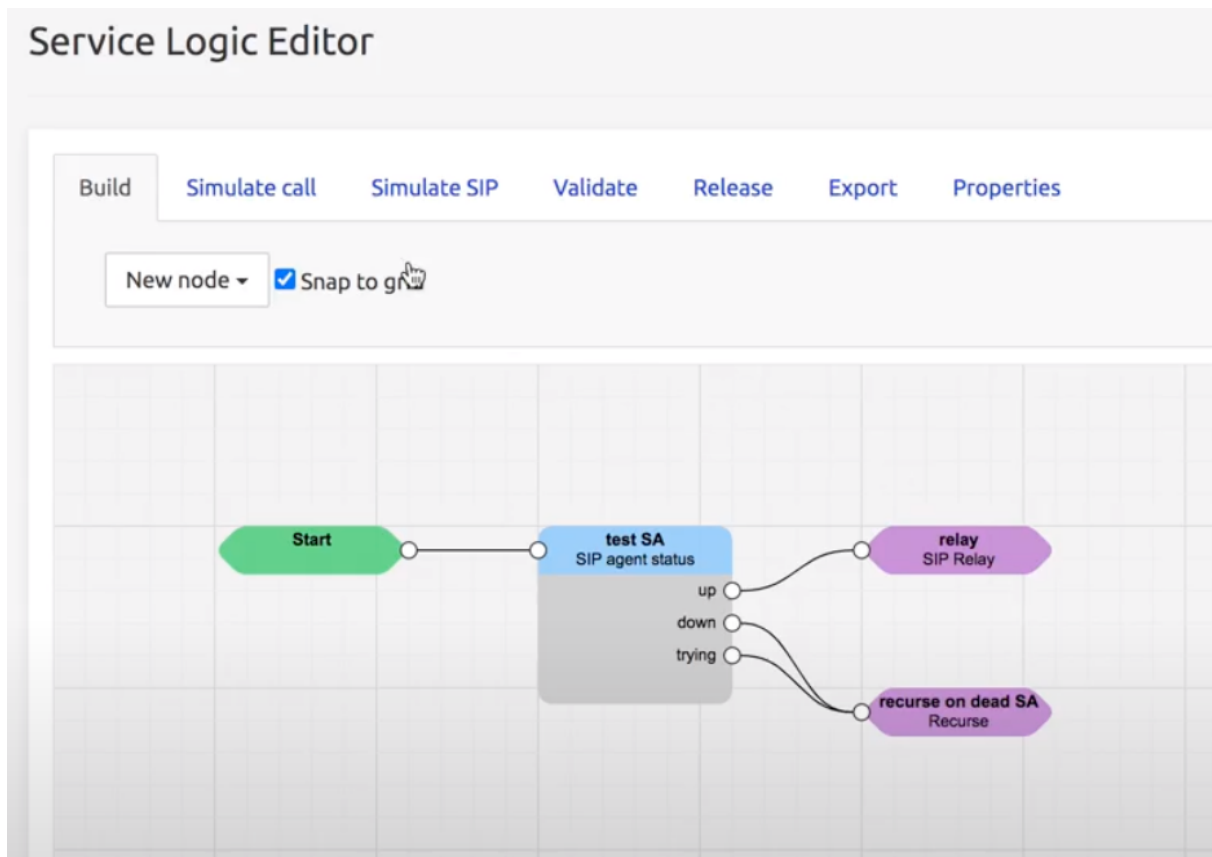 Service Logic Editor
Build Simulate call Simulate SIP Validate Release Export Properties
New node Snap to
Start
test SA
SIP agent status
up
down
trying
relay
SIP Relay
recurse on dead SA
Recurse